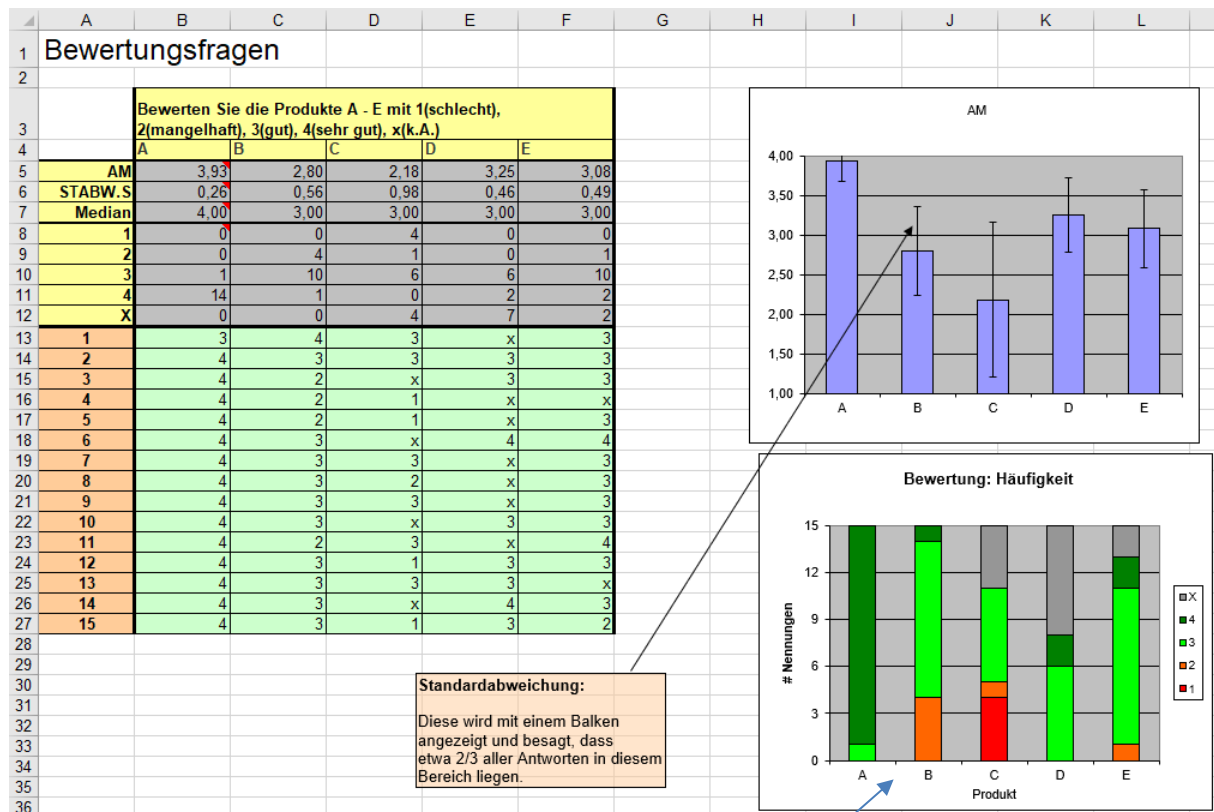 A B C D E F G H I J K L
1 Bewertungsfragen
2
Bewerten Sie die Produkte A - E mit 1(schlecht),
3 2(mangelhaft), 3(gut), 4(sehr gut), x(k.A.)
4 A B C D E
5 AM 3,93 2,80 2,18 3,25 3,08
6 STABW.S 0,26 0,56 0,98 0,46 0,49
7 Median 4,00 3,00 3,00 3,00 3,00
8 1 0 0 4 0 0
9 2 0 4 1 0 1
10 3 1 10 6 6 10
11 4 14 1 0 2 2
12 X 0 0 4 7 2
13 1 3 4 3 x 3
14 2 4 3 3 3 3
15 3 4 2 x 3 3
16 4 4 2 1 x x
17 5 4 2 1 x 3
18 6 4 3 x 4 4
19 7 4 3 3 x 3
20 8 4 3 2 x 3
21 9 4 3 3 x 3
22 10 4 3 x 3 3
23 11 4 2 3 x 4
24 12 4 3 1 3 3
25 13 4 3 3 3 x
26 14 4 3 x 4 3
27 15 4 3 1 3 2
28
29
30
31
32
33
34
35
36
Standardabweichung:
Diese wird mit einem Balken
angezeigt und besagt, dass
etwa 2/3 aller Antworten in diesem
Bereich liegen.
AM
4,00
3,50
3,00
2,50
2,00
1,50
1,00
A B C D E
Bewertung: Häufigkeit
# Nennungen
15
12
9
6
3
0
A B C D E
Produkt
X
4
3
2
1